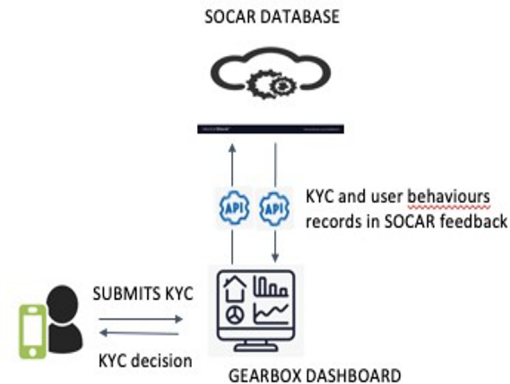 SOCAR DATABASE
API API
KYC and user behaviours
records in SOCAR feedback
SUBMITS KYC
KYC decision
GEARBOX DASHBOARD